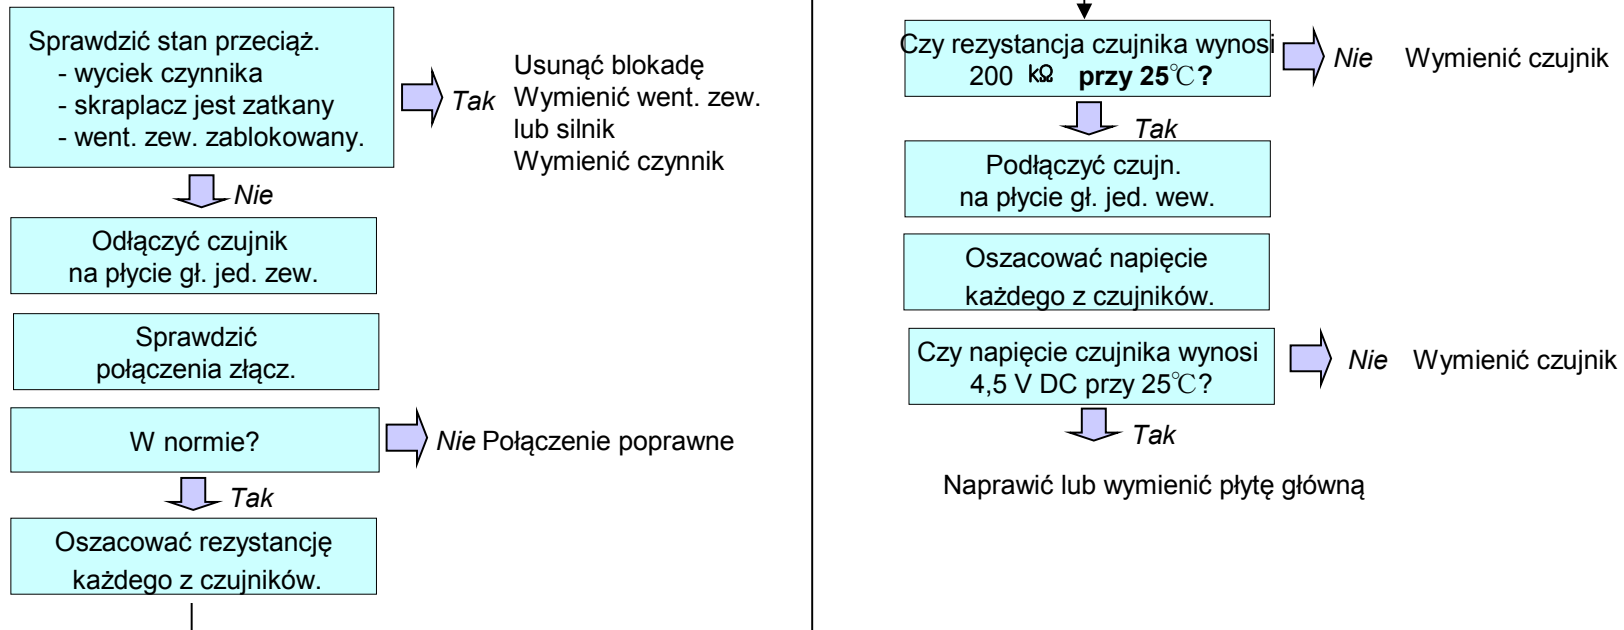 Sprawdzić stan przeciąż.
- wyciek czynnika
- skraplacz jest zatkany
- went. zew. zablokowany.
Tak
Usunąć blokadę
Wymienić went. zew.
lub silnik
Wymienić czynnik
Nie
Odłączyć czujnik
na płycie gł. jed. zew.
Sprawdzić
połączenia złącz.
W normie?
Nie Połączenie poprawne
Tak
Oszacować rezystancję
każdego z czujników.
Czy rezystancja czujnika wynosi
200 kΩ przy 25℃?
Nie Wymienić czujnik
Tak
Podłączyć czujn.
na płycie gł. jed. wew.
Oszacować napięcie
każdego z czujników.
Czy napięcie czujnika wynosi
4,5 V DC przy 25℃?
Nie Wymienić czujnik
Tak
Naprawić lub wymienić płytę główną